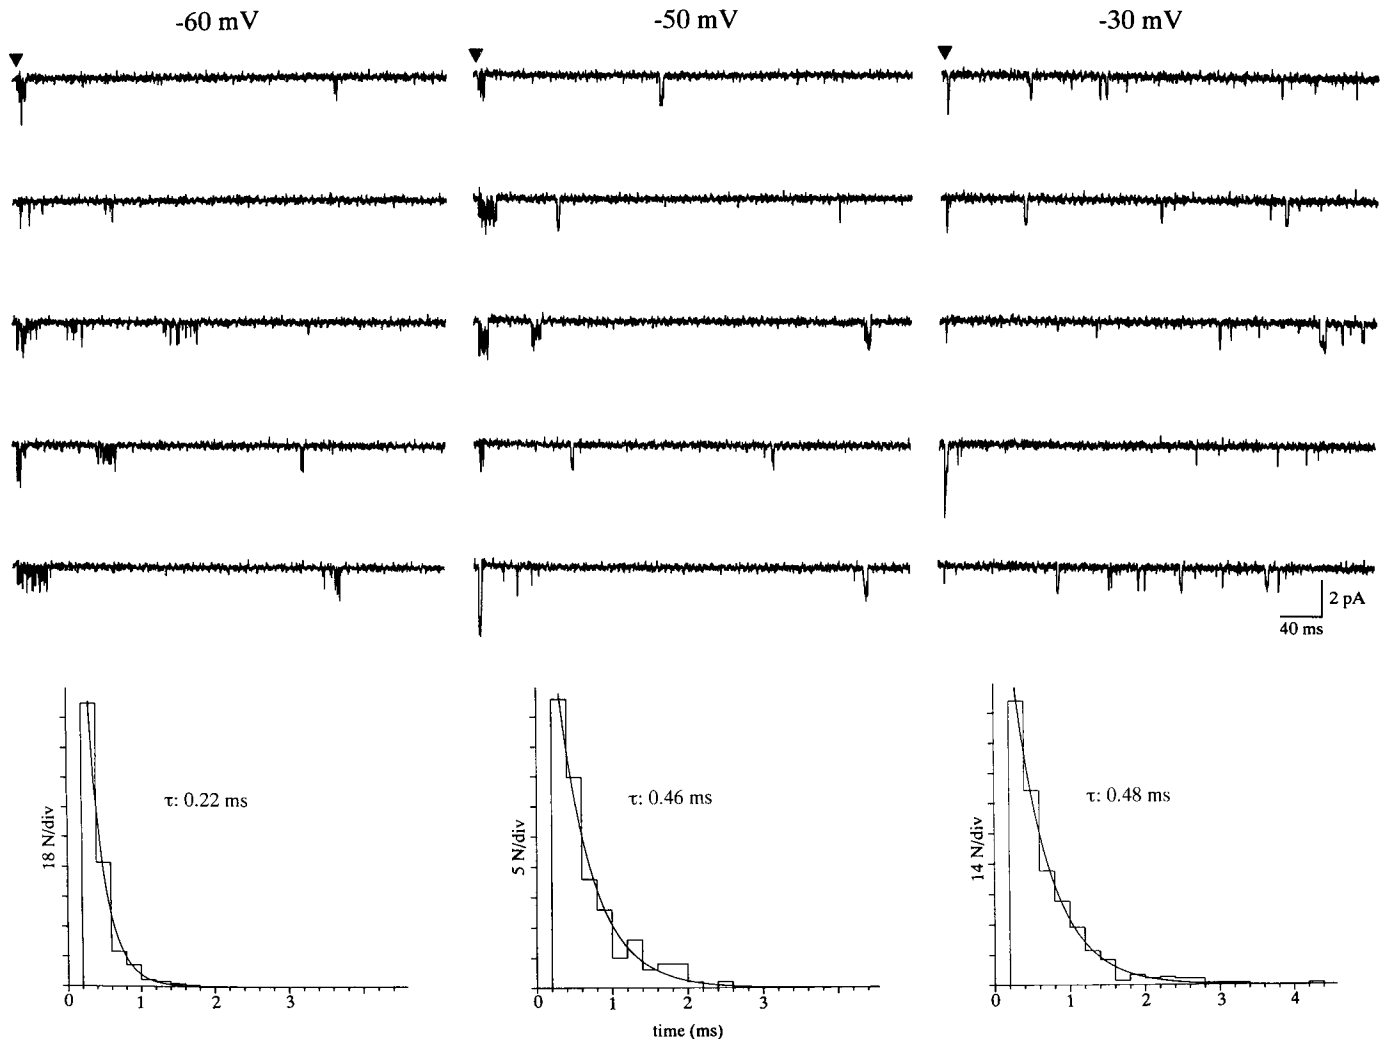 -60 mV
-50 mV
-30 mV
2 pA
40 ms
18 N/div
τ: 0.22 ms
0 1 2 3
5 N/div
τ: 0.46 ms
0 1 2 3
time (ms)
14 N/div
τ: 0.48 ms
0 1 2 3 4